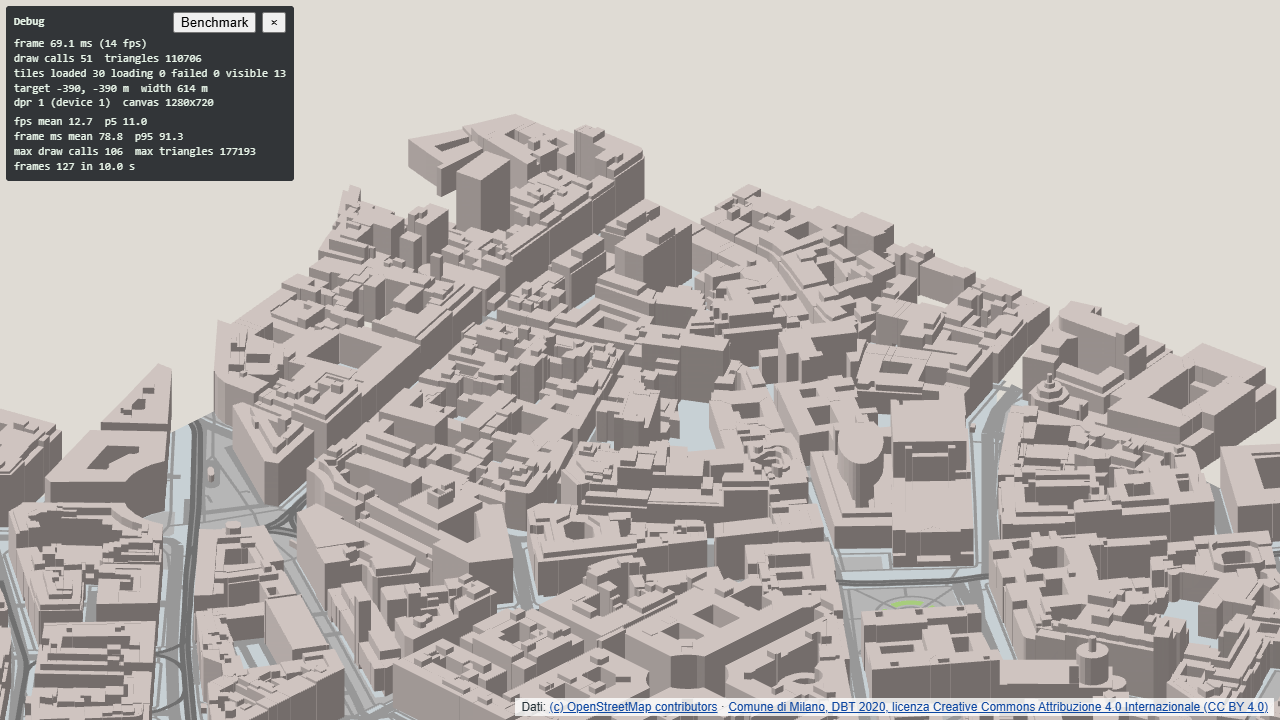 Debug
Benchmark
×
frame 69.1 ms (14 fps)
draw calls 51 triangles 110706
tiles loaded 30 loading 0 failed 0 visible 13
target -390, -390 m width 614 m
dpr 1 (device 1) canvas 1280x720
fps mean 12.7 p5 11.0
frame ms mean 78.8 p95 91.3
max draw calls 106 max triangles 177193
frames 127 in 10.0 s
Dati: (c) OpenStreetMap contributors · Comune di Milano, DBT 2020, licenza Creative Commons Attribuzione 4.0 Internazionale (CC BY 4.0)